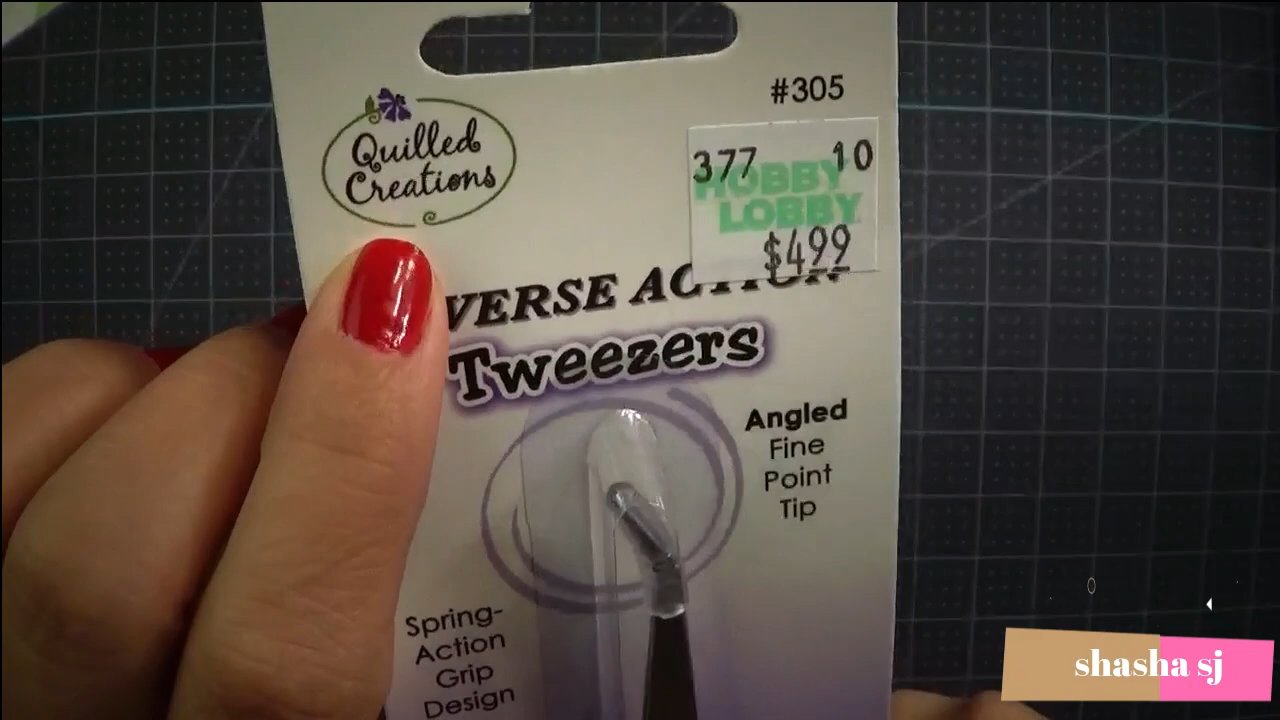 #305
Quilled
Creations
377 10
HOBBY
LOBBY
$499
VERSE ACTION
Tweezers
Angled
Fine
Point
Tip
Spring-
Action
Grip
Design
shasha sj